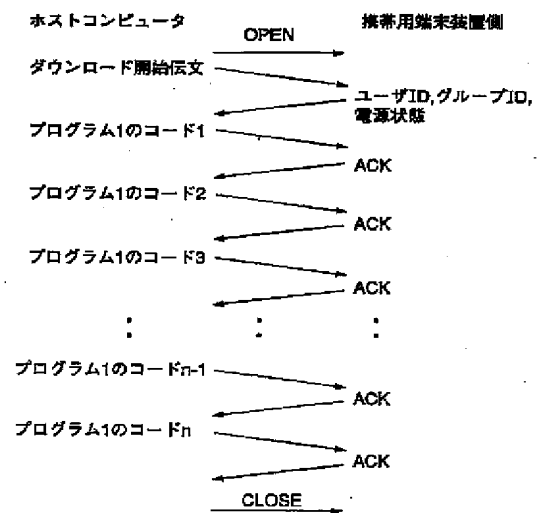 ホストコンピュータ
携帯用端末装置側
OPEN
ダウンロード開始伝文
ユーザID,グループID,
電源状態
プログラム1のコード1
ACK
プログラム1のコード2
ACK
プログラム1のコード3
ACK
プログラム1のコードn-1
ACK
プログラム1のコードn
ACK
CLOSE